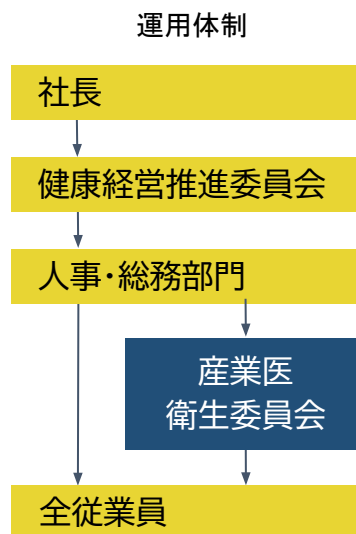 運用体制
社長
健康経営推進委員会
人事・総務部門
産業医
衛生委員会
全従業員